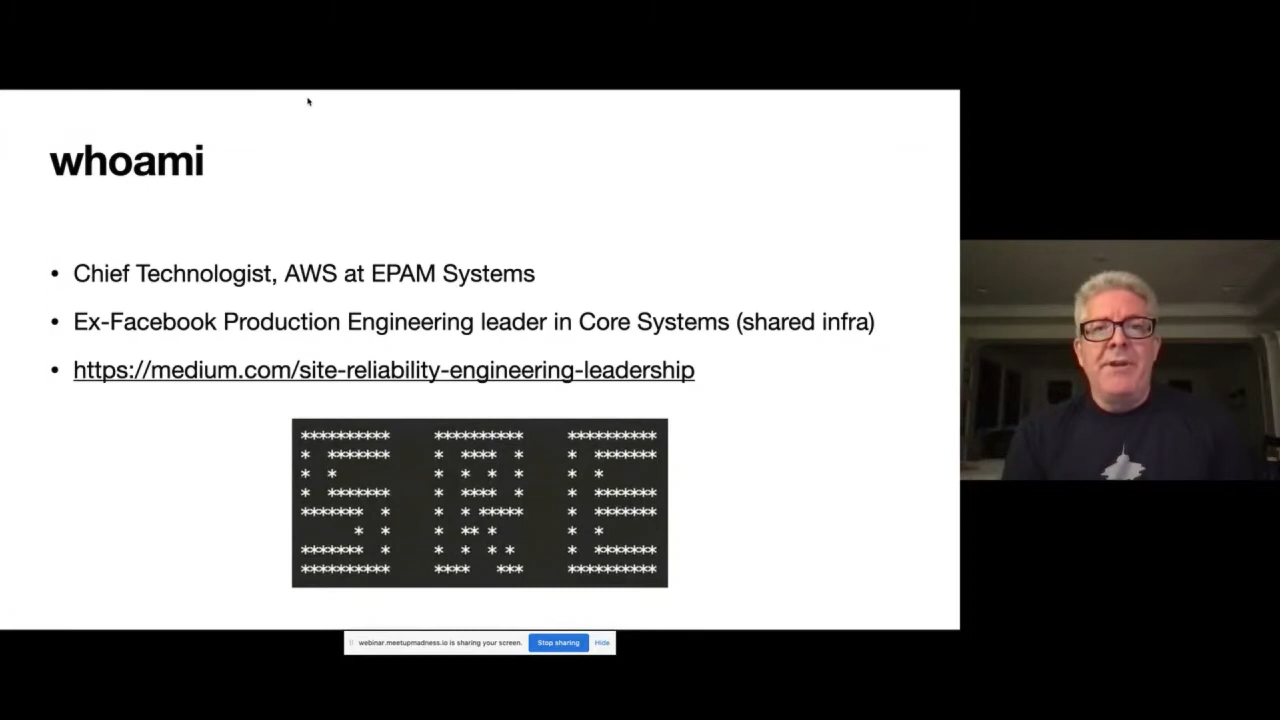 whoami
• Chief Technologist, AWS at EPAM Systems
• Ex-Facebook Production Engineering leader in Core Systems (shared infra)
• https://medium.com/site-reliability-engineering-leadership
SRE
webinar.meetupmadness.io is sharing your screen. Stop sharing Hide